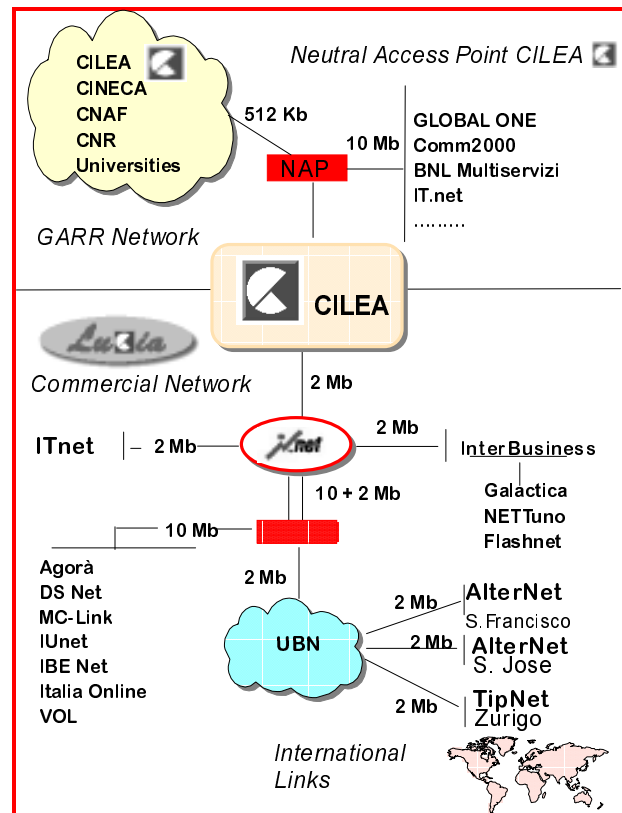 CILEA
CINECA
CNAF
CNR
Universities
Neutral Access Point CILEA
512 Kb
10 Mb
NAP
GLOBAL ONE
Comm2000
BNL Multiservizi
IT.net
.........
GARR Network
CILEA
Commercial Network
2 Mb
ITnet
2 Mb
2 Mb
InterBusiness
Galactica
NETTuno
Flashnet
10 + 2 Mb
10 Mb
Agorà
DS Net
MC-Link
IUnet
IBE Net
Italia Online
VOL
2 Mb
UBN
2 Mb
AlterNet
S. Francisco
2 Mb
AlterNet
S. Jose
2 Mb
TipNet
Zurigo
International
Links